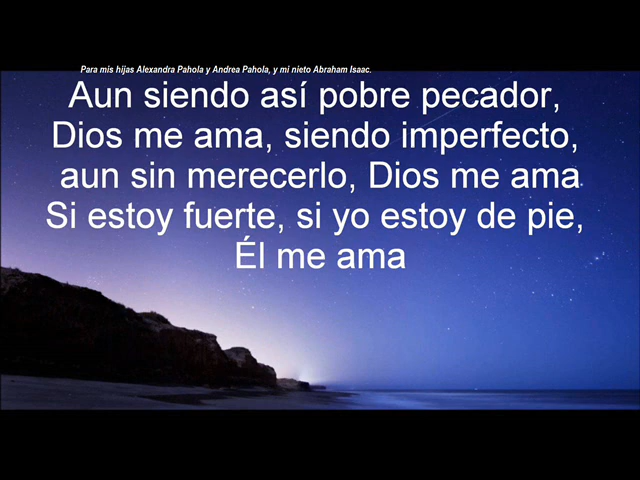 Para mis hijas Alexandra Pahola y Andrea Pahola, y mi nieto Abraham Isaac.
Aun siendo así pobre pecador,
Dios me ama, siendo imperfecto,
aun sin merecerlo, Dios me ama
Si estoy fuerte, si yo estoy de pie,
Él me ama